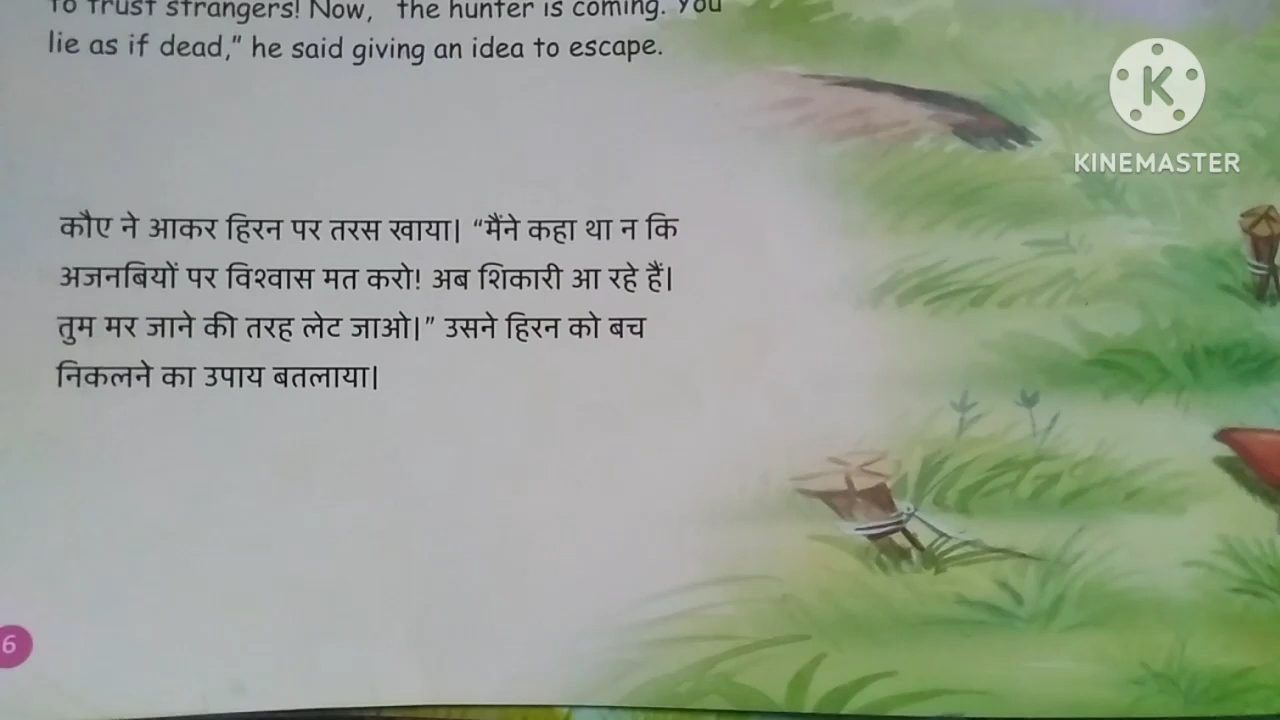 to trust strangers! Now, the hunter is coming. You
lie as if dead,” he said giving an idea to escape.
K
KINEMASTER
कौए ने आकर हिरन पर तरस खाया। “मैंने कहा था न कि
अजनबियों पर विश्वास मत करो! अब शिकारी आ रहे हैं।
तुम मर जाने की तरह लेट जाओ।” उसने हिरन को बच
निकलने का उपाय बतलाया।
6